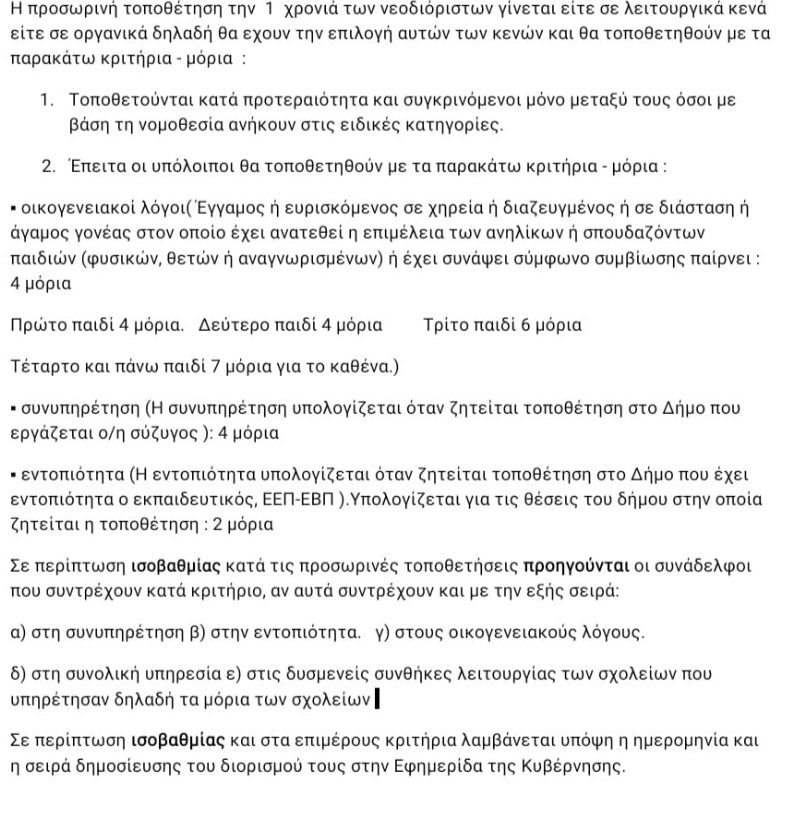 Η προσωρινή τοποθέτηση την 1 χρονιά των νεοδιόριστων γίνεται είτε σε λειτουργικά κενά
είτε σε οργανικά δηλαδή θα εχουν την επιλογή αυτών των κενών και θα τοποθετηθούν με τα
παρακάτω κριτήρια - μόρια :
1. Τοποθετούνται κατά προτεραιότητα και συγκρινόμενοι μόνο μεταξύ τους όσοι με
βάση τη νομοθεσία ανήκουν στις ειδικές κατηγορίες.
2. Έπειτα οι υπόλοιποι θα τοποθετηθούν με τα παρακάτω κριτήρια - μόρια :
▪ οικογενειακοί λόγοι( Έγγαμος ή ευρισκόμενος σε χηρεία ή διαζευγμένος ή σε διάσταση ή
άγαμος γονέας στον οποίο έχει ανατεθεί η επιμέλεια των ανηλίκων ή σπουδαζόντων
παιδιών (φυσικών, θετών ή αναγνωρισμένων) ή έχει συνάψει σύμφωνο συμβίωσης παίρνει :
4 μόρια
Πρώτο παιδί 4 μόρια. Δεύτερο παιδί 4 μόρια Τρίτο παιδί 6 μόρια
Τέταρτο και πάνω παιδί 7 μόρια για το καθένα.)
▪ συνυπηρέτηση (Η συνυπηρέτηση υπολογίζεται όταν ζητείται τοποθέτηση στο Δήμο που
εργάζεται ο/η σύζυγος ): 4 μόρια
▪ εντοπιότητα (Η εντοπιότητα υπολογίζεται όταν ζητείται τοποθέτηση στο Δήμο που έχει
εντοπιότητα ο εκπαιδευτικός, ΕΕΠ-ΕΒΠ ).Υπολογίζεται για τις θέσεις του δήμου στην οποία
ζητείται η τοποθέτηση : 2 μόρια
Σε περίπτωση ισοβαθμίας κατά τις προσωρινές τοποθετήσεις προηγούνται οι συνάδελφοι
που συντρέχουν κατά κριτήριο, αν αυτά συντρέχουν και με την εξής σειρά:
α) στη συνυπηρέτηση β) στην εντοπιότητα. γ) στους οικογενειακούς λόγους.
δ) στη συνολική υπηρεσία ε) στις δυσμενείς συνθήκες λειτουργίας των σχολείων που
υπηρέτησαν δηλαδή τα μόρια των σχολείων
Σε περίπτωση ισοβαθμίας και στα επιμέρους κριτήρια λαμβάνεται υπόψη η ημερομηνία και
η σειρά δημοσίευσης του διορισμού τους στην Εφημερίδα της Κυβέρνησης.